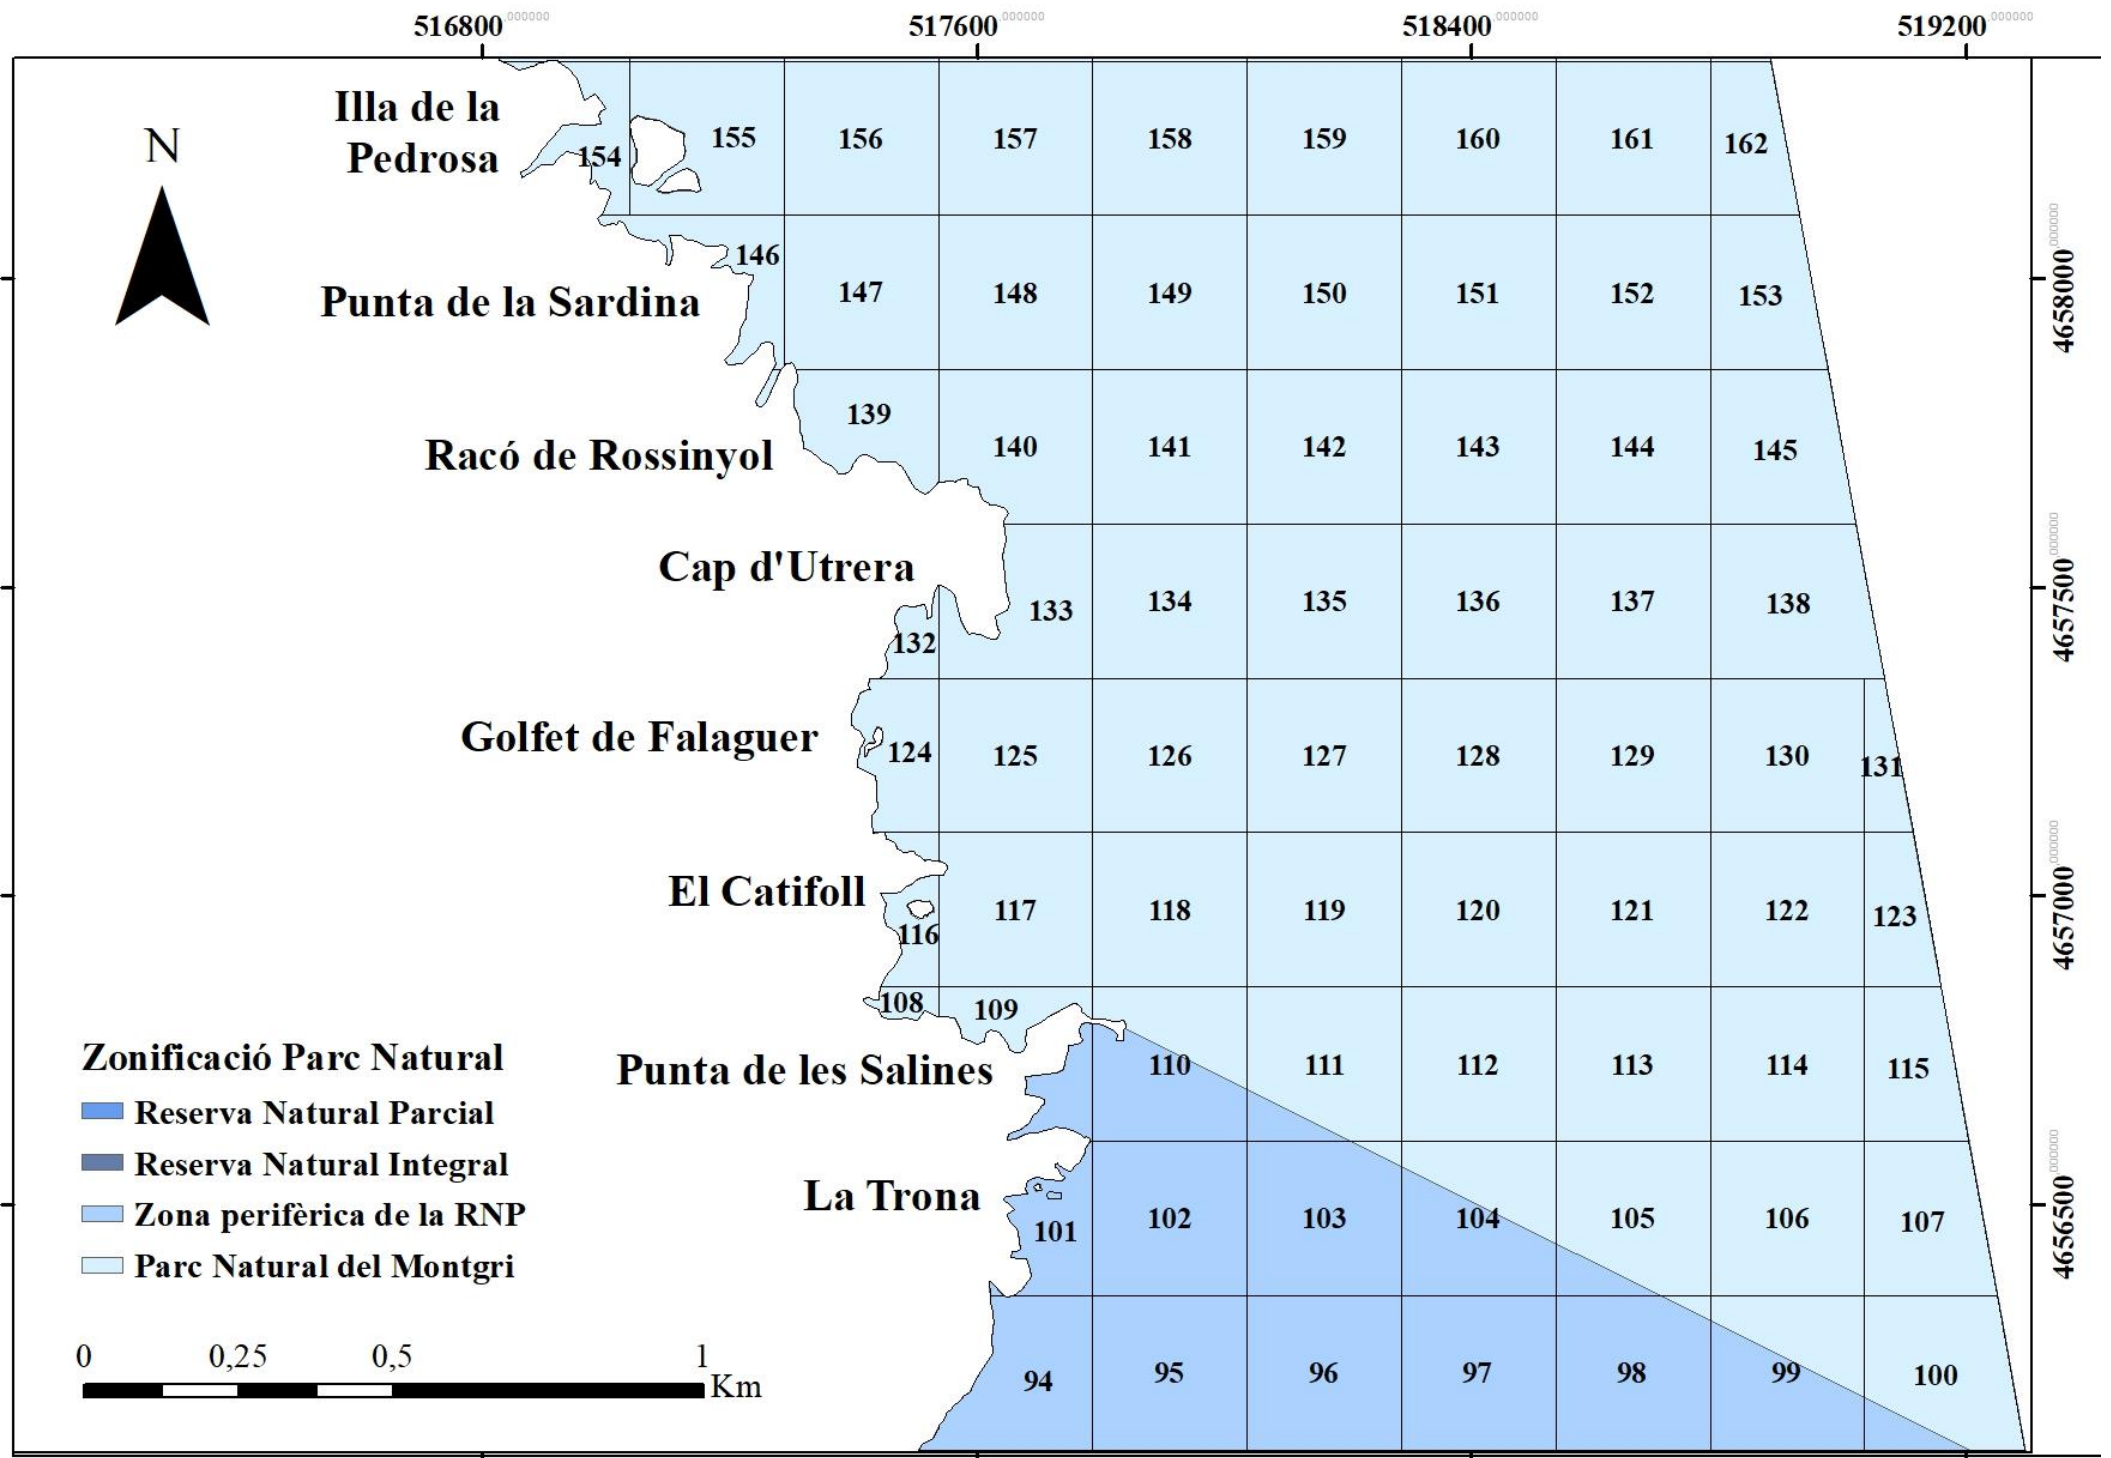 516800,000000 517600,000000 518400,000000 519200,000000
N
Illa de la
Pedrosa
154 155 156 157 158 159 160 161 162
146 147 148 149 150 151 152 153
Punta de la Sardina
4658000,000000
139 140 141 142 143 144 145
Racó de Rossinyol
Cap d'Utrera
132 133 134 135 136 137 138
4657500,000000
Golfet de Falaguer
124 125 126 127 128 129 130 131
El Catifoll
116 117 118 119 120 121 122 123
4657000,000000
108 109 110 111 112 113 114 115
Punta de les Salines
La Trona
101 102 103 104 105 106 107
4656500,000000
94 95 96 97 98 99 100
Zonificació Parc Natural
Reserva Natural Parcial
Reserva Natural Integral
Zona perifèrica de la RNP
Parc Natural del Montgri
0 0,25 0,5 1
Km